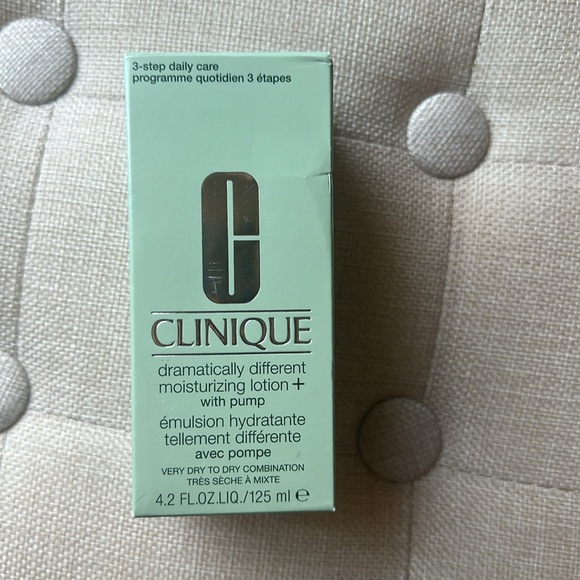 3-step daily care
programme quotidien 3 étapes
C
CLINIQUE
dramatically different
moisturizing lotion+
with pump
émulsion hydratante
tellement différente
avec pompe
VERY DRY TO DRY COMBINATION
TRÈS SÈCHE À MIXTE
4.2 FL.OZ.LIQ./125 ml ℮